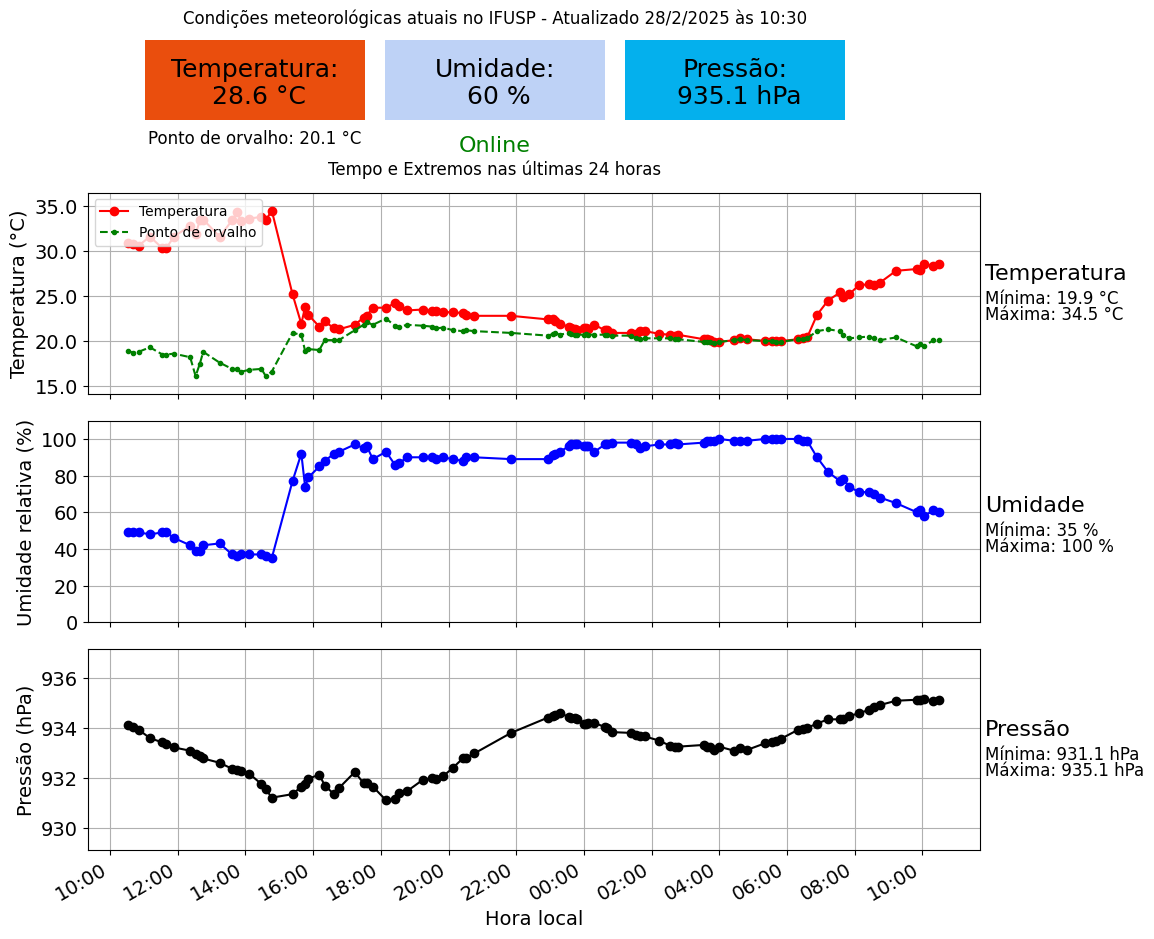 Condições meteorológicas atuais no IFUSP - Atualizado 28/2/2025 às 10:30
Temperatura:
28.6 °C
Umidade:
60 %
Pressão:
935.1 hPa
Ponto de orvalho: 20.1 °C
Online
Tempo e Extremos nas últimas 24 horas
Temperatura (°C)
35.0
30.0
25.0
20.0
15.0
Temperatura
Ponto de orvalho
Temperatura
Mínima: 19.9 °C
Máxima: 34.5 °C
Umidade relativa (%)
100
80
60
40
20
0
Umidade
Mínima: 35 %
Máxima: 100 %
Pressão (hPa)
936
934
932
930
Pressão
Mínima: 931.1 hPa
Máxima: 935.1 hPa
10:00 12:00 14:00 16:00 18:00 20:00 22:00 00:00 02:00 04:00 06:00 08:00 10:00
Hora local